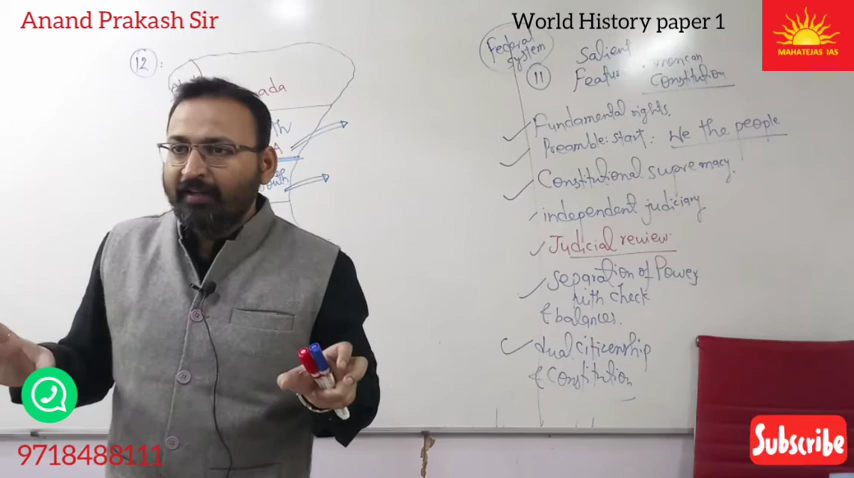 Anand Prakash Sir
World History paper 1
MAHATEJAS IAS
12 :
Federal
system
11
Salient
Constitution
✓ Fundamental rights.
✓ Preamble: start: We the people
✓ Constitutional supremacy.
independent judiciary
✓ Judicial review.
✓ separation of Power
with check
& balances.
✓ dual citizenship
& Constitution
9718488111
Subscribe